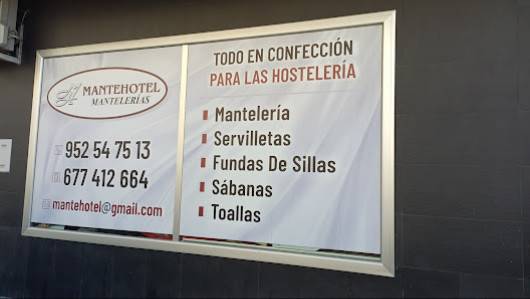 MANTEHOTEL
MANTELERÍAS
952 54 75 13
677 412 664
mantehotel@gmail.com
TODO EN CONFECCIÓN
PARA LAS HOSTELERÍA
Mantelería
Servilletas
Fundas De Sillas
Sábanas
Toallas